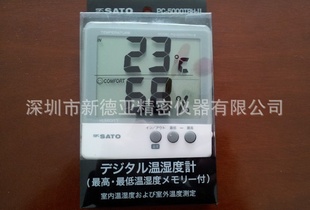 SATO PC-5000TRH-II
23℃
COMFORT
58%
深圳市新德亚精密仪器有限公司
デジタル温湿度計
(最高・最低温湿度メモリー付)
室内温湿度および室外温度測定